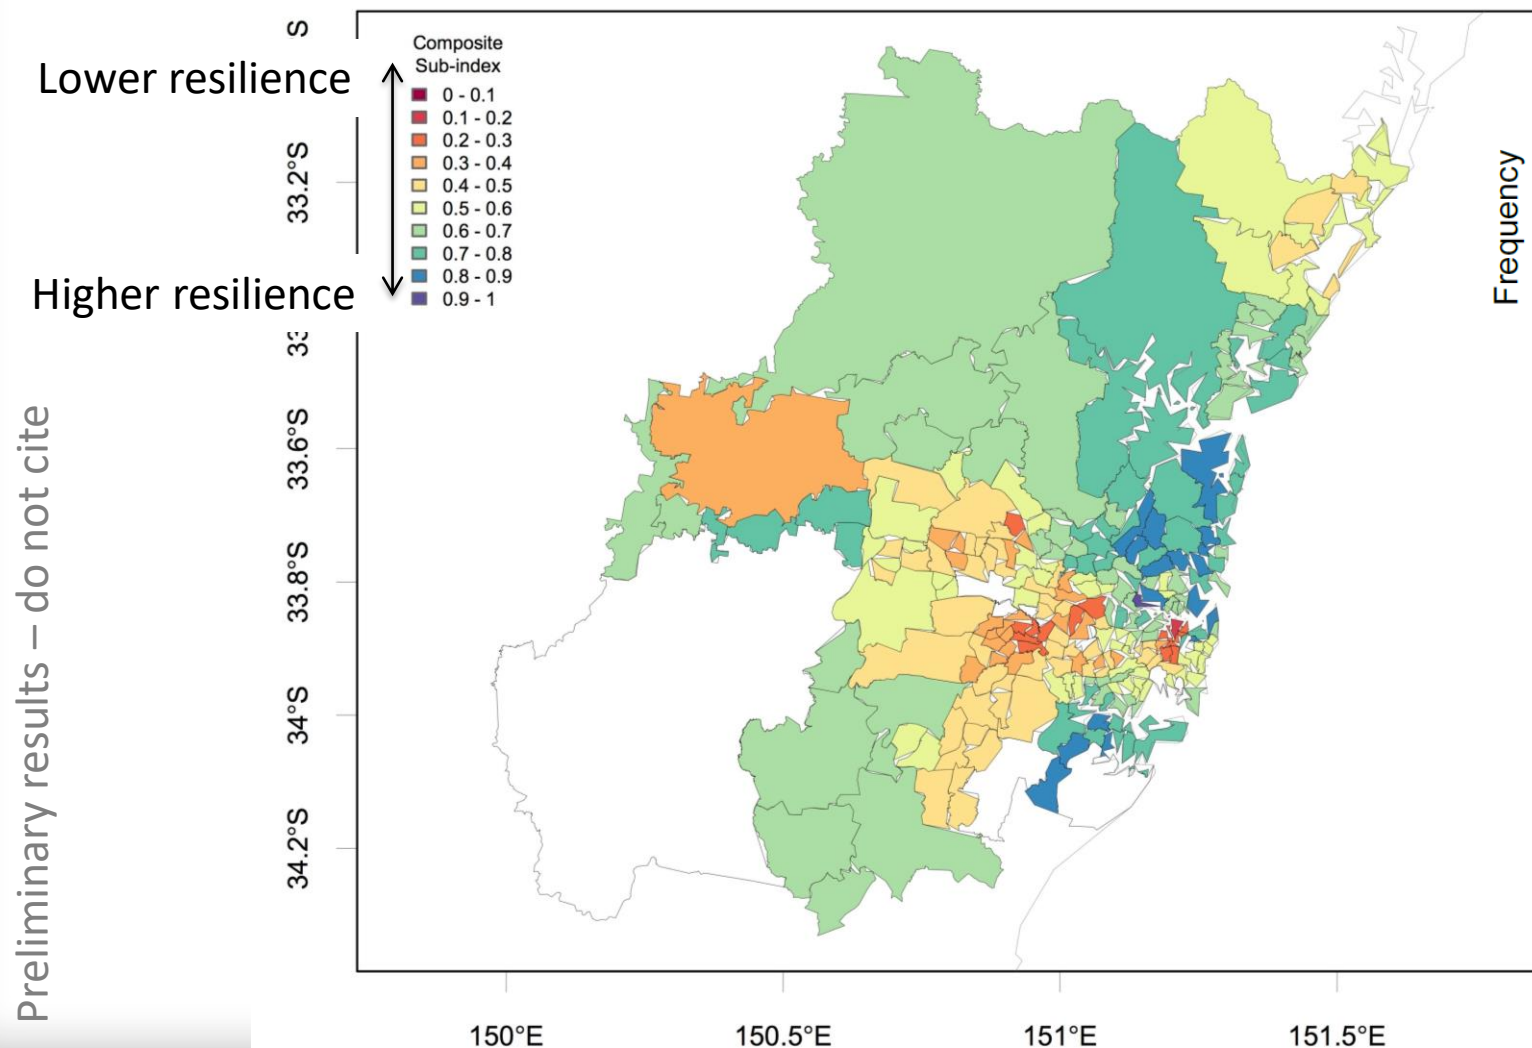 S
Lower resilience
Higher resilience
Composite
Sub-index
0 - 0.1
0.1 - 0.2
0.2 - 0.3
0.3 - 0.4
0.4 - 0.5
0.5 - 0.6
0.6 - 0.7
0.7 - 0.8
0.8 - 0.9
0.9 - 1
33.2°S
33.6°S
33.8°S
34°S
34.2°S
150°E
150.5°E
151°E
151.5°E
Frequency
Preliminary results – do not cite